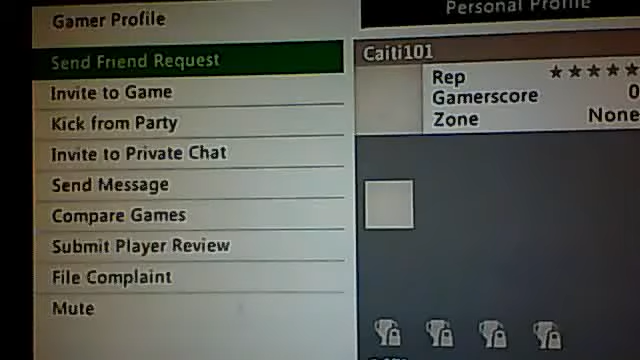 Gamer Profile
Personal Profile
Send Friend Request
Invite to Game
Kick from Party
Invite to Private Chat
Send Message
Compare Games
Submit Player Review
File Complaint
Mute
Caiti101
Rep ★★★★★
Gamerscore 0
Zone None